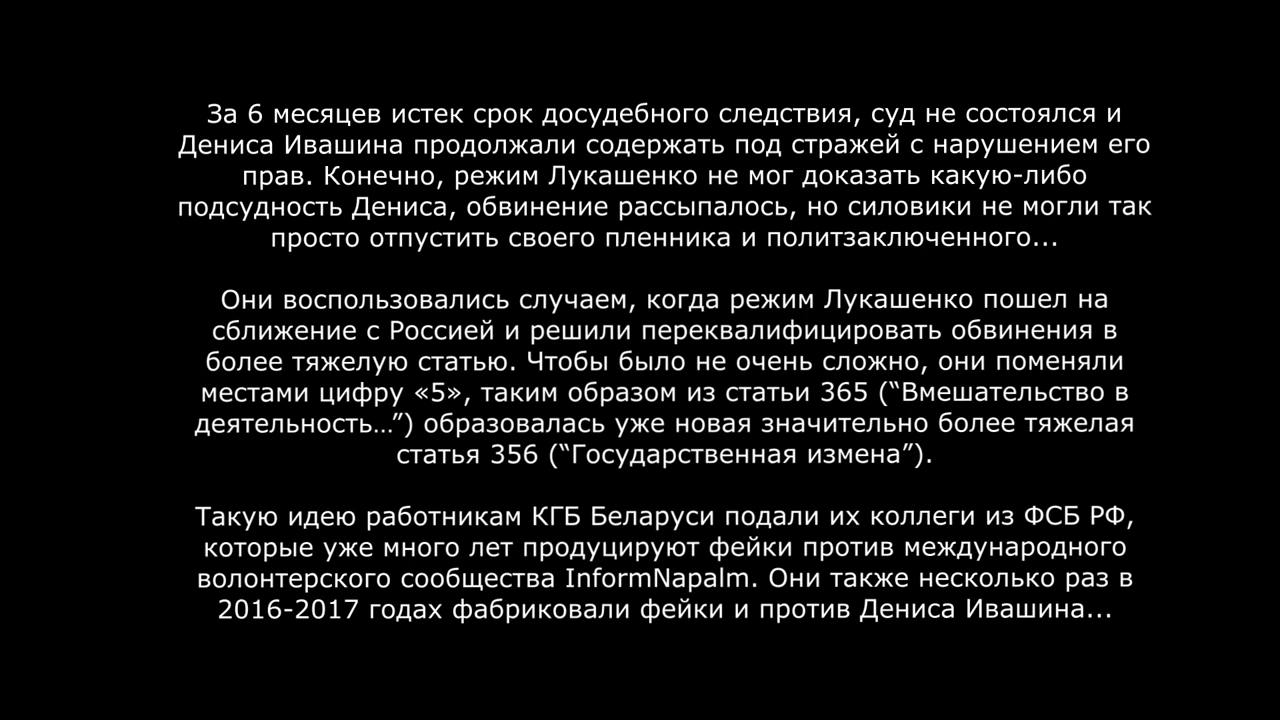 За 6 месяцев истек срок досудебного следствия, суд не состоялся и
Дениса Ивашина продолжали содержать под стражей с нарушением его
прав. Конечно, режим Лукашенко не мог доказать какую-либо
подсудность Дениса, обвинение рассыпалось, но силовики не могли так
просто отпустить своего пленника и политзаключенного...
Они воспользовались случаем, когда режим Лукашенко пошел на
сближение с Россией и решили переквалифицировать обвинения в
более тяжелую статью. Чтобы было не очень сложно, они поменяли
местами цифру «5», таким образом из статьи 365 (“Вмешательство в
деятельность…”) образовалась уже новая значительно более тяжелая
статья 356 (“Государственная измена”).
Такую идею работникам КГБ Беларуси подали их коллеги из ФСБ РФ,
которые уже много лет продуцируют фейки против международного
волонтерского сообщества InformNapalm. Они также несколько раз в
2016-2017 годах фабриковали фейки и против Дениса Ивашина...